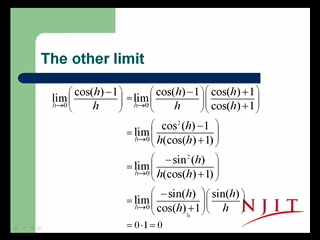 The other limit
lim h→0 (cos(h)−1 / h) = lim h→0 (cos(h)−1 / h)(cos(h)+1 / cos(h)+1)
= lim h→0 (cos²(h)−1 / h(cos(h)+1))
= lim h→0 (−sin²(h) / h(cos(h)+1))
= lim h→0 (−sin(h) / cos(h)+1)(sin(h) / h)
= 0·1 = 0
NJIT